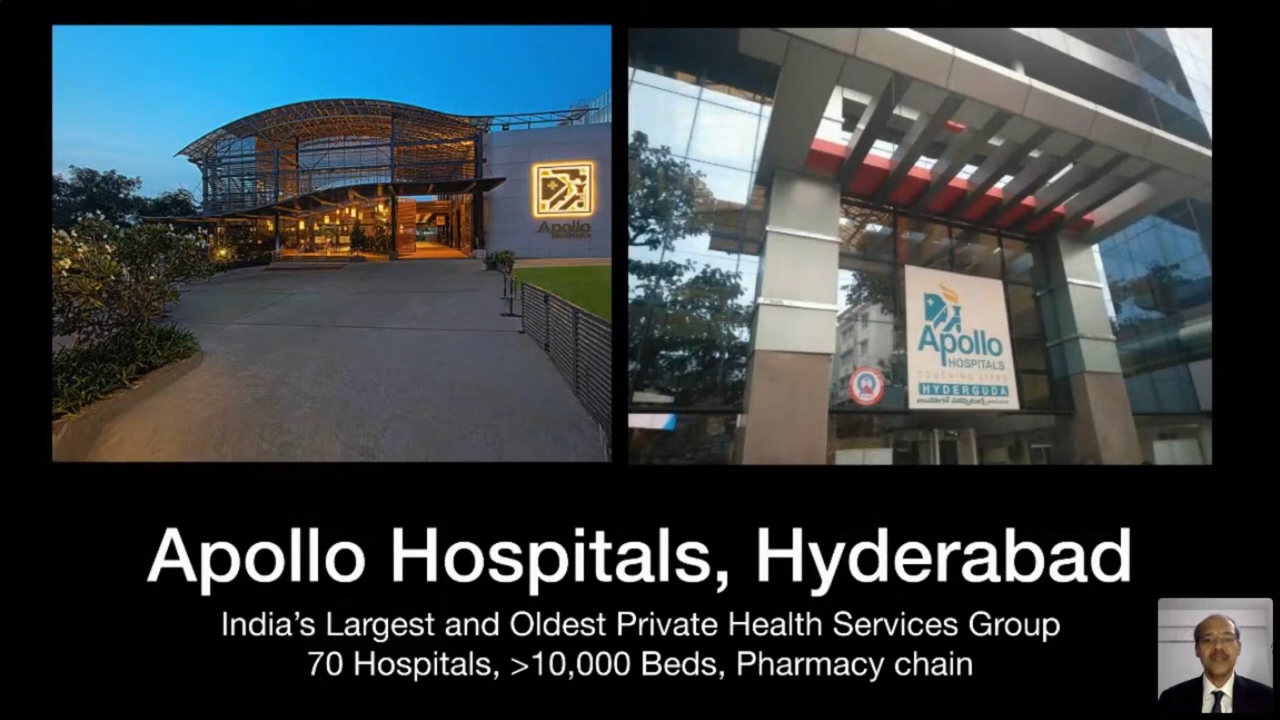 Apollo
HOSPITALS
Apollo
HOSPITALS
TOUCHING LIVES
HYDERGUDA
Apollo Hospitals, Hyderabad
India's Largest and Oldest Private Health Services Group
70 Hospitals, >10,000 Beds, Pharmacy chain